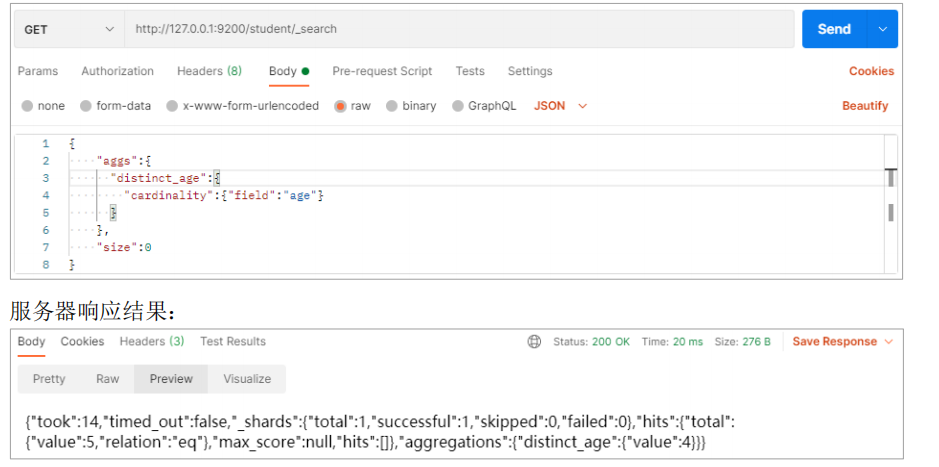 GET http://127.0.0.1:9200/student/_search Send
Params Authorization Headers (8) Body Pre-request Script Tests Settings Cookies
none form-data x-www-form-urlencoded raw binary GraphQL JSON Beautify
1 {
2 "aggs":{
3 "distinct_age":{
4 "cardinality":{"field":"age"}
5 }
6 },
7 "size":0
8 }
服务器响应结果：
Body Cookies Headers (3) Test Results Status: 200 OK Time: 20 ms Size: 276 B Save Response
Pretty Raw Preview Visualize
{"took":14,"timed_out":false,"_shards":{"total":1,"successful":1,"skipped":0,"failed":0},"hits":{"total":
{"value":5,"relation":"eq"},"max_score":null,"hits":[]},"aggregations":{"distinct_age":{"value":4}}}